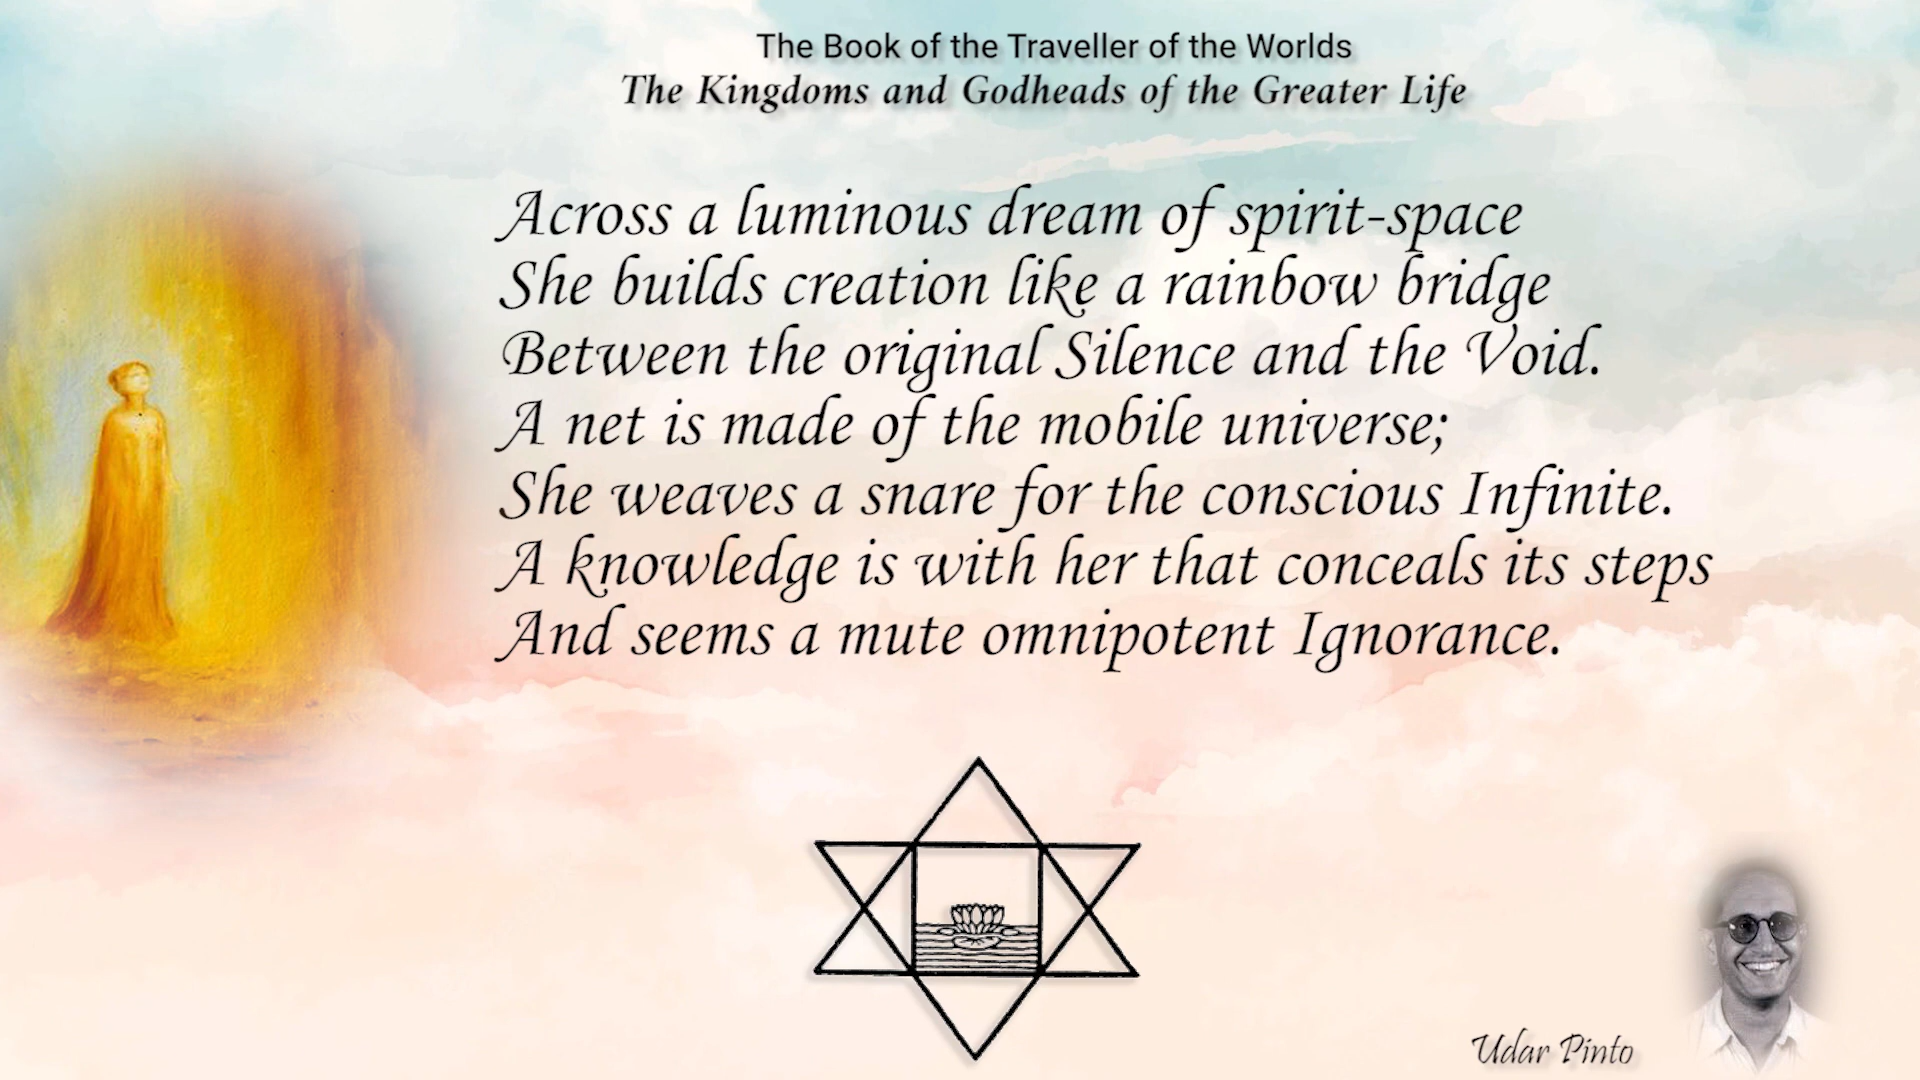 The Book of the Traveller of the Worlds
The Kingdoms and Godheads of the Greater Life
Across a luminous dream of spirit-space
She builds creation like a rainbow bridge
Between the original Silence and the Void.
A net is made of the mobile universe;
She weaves a snare for the conscious Infinite.
A knowledge is with her that conceals its steps
And seems a mute omnipotent Ignorance.
Udar Pinto